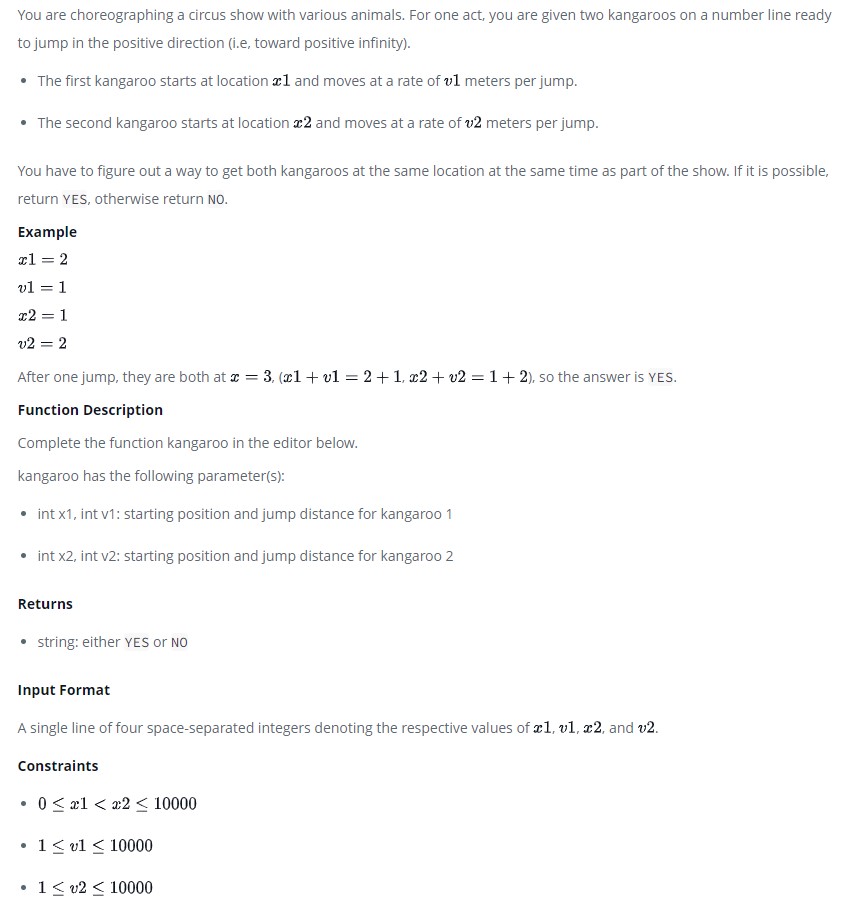 You are choreographing a circus show with various animals. For one act, you are given two kangaroos on a number line ready
to jump in the positive direction (i.e, toward positive infinity).
• The first kangaroo starts at location x1 and moves at a rate of v1 meters per jump.
• The second kangaroo starts at location x2 and moves at a rate of v2 meters per jump.
You have to figure out a way to get both kangaroos at the same location at the same time as part of the show. If it is possible,
return YES, otherwise return NO.
Example
x1 = 2
v1 = 1
x2 = 1
v2 = 2
After one jump, they are both at x = 3, (x1 + v1 = 2 + 1, x2 + v2 = 1 + 2), so the answer is YES.
Function Description
Complete the function kangaroo in the editor below.
kangaroo has the following parameter(s):
• int x1, int v1: starting position and jump distance for kangaroo 1
• int x2, int v2: starting position and jump distance for kangaroo 2
Returns
• string: either YES or NO
Input Format
A single line of four space-separated integers denoting the respective values of x1, v1, x2, and v2.
Constraints
• 0 ≤ x1 < x2 ≤ 10000
• 1 ≤ v1 ≤ 10000
• 1 ≤ v2 ≤ 10000